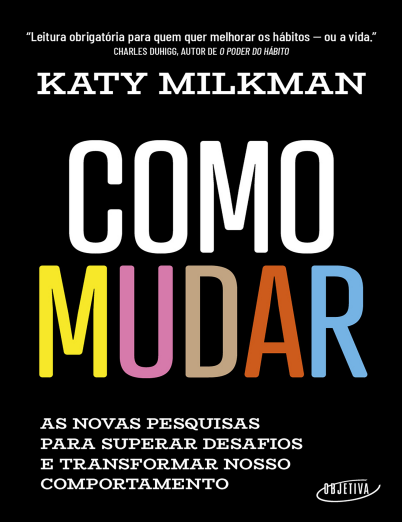 “Leitura obrigatória para quem quer melhorar os hábitos — ou a vida.”
CHARLES DUHIGG, AUTOR DE O PODER DO HÁBITO
KATY MILKMAN
COMO
MUDAR
AS NOVAS PESQUISAS
PARA SUPERAR DESAFIOS
E TRANSFORMAR NOSSO
COMPORTAMENTO
OBJETIVA